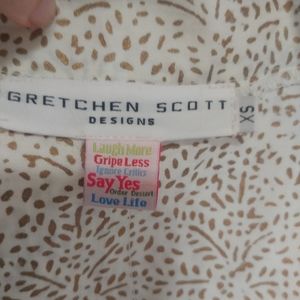 GRETCHEN SCOTT
DESIGNS
XS
Laugh More
Gripe Less
Ignore Critics
Say Yes
Order Dessert
Love Life